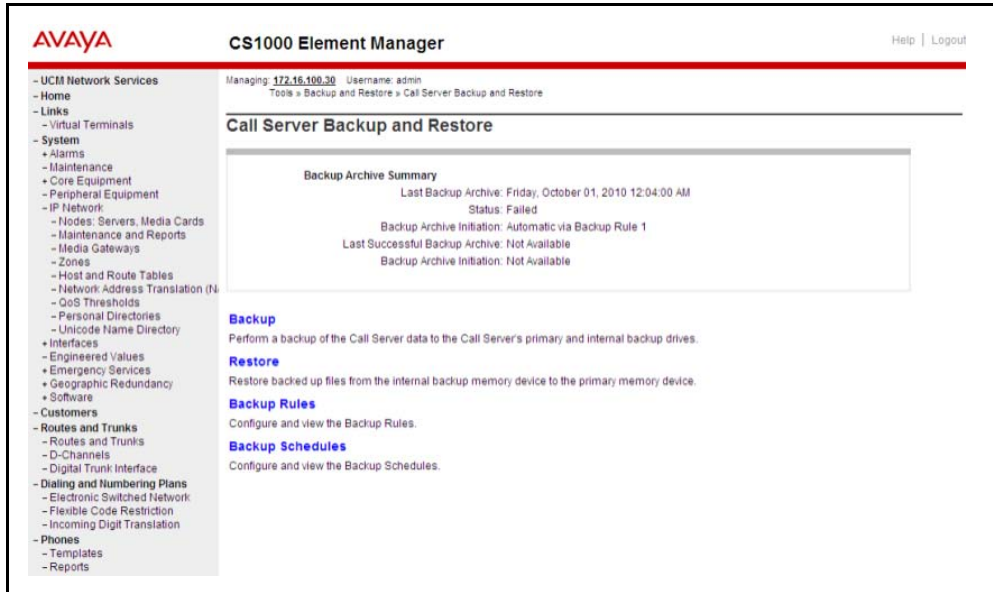 AVAYA
CS1000 Element Manager
Help | Logout
- UCM Network Services
- Home
- Links
- Virtual Terminals
- System
+ Alarms
- Maintenance
+ Core Equipment
- Peripheral Equipment
- IP Network
- Nodes: Servers, Media Cards
- Maintenance and Reports
- Media Gateways
- Zones
- Host and Route Tables
- Network Address Translation (N
- QoS Thresholds
- Personal Directories
- Unicode Name Directory
+ Interfaces
- Engineered Values
+ Emergency Services
+ Geographic Redundancy
+ Software
- Customers
- Routes and Trunks
- Routes and Trunks
- D-Channels
- Digital Trunk Interface
- Dialing and Numbering Plans
- Electronic Switched Network
- Flexible Code Restriction
- Incoming Digit Translation
- Phones
- Templates
- Reports
Managing: 172.16.100.30 Username: admin
Tools » Backup and Restore » Call Server Backup and Restore
Call Server Backup and Restore
Backup Archive Summary
Last Backup Archive: Friday, October 01, 2010 12:04:00 AM
Status: Failed
Backup Archive Initiation: Automatic via Backup Rule 1
Last Successful Backup Archive: Not Available
Backup Archive Initiation: Not Available
Backup
Perform a backup of the Call Server data to the Call Server's primary and internal backup drives.
Restore
Restore backed up files from the internal backup memory device to the primary memory device.
Backup Rules
Configure and view the Backup Rules.
Backup Schedules
Configure and view the Backup Schedules.